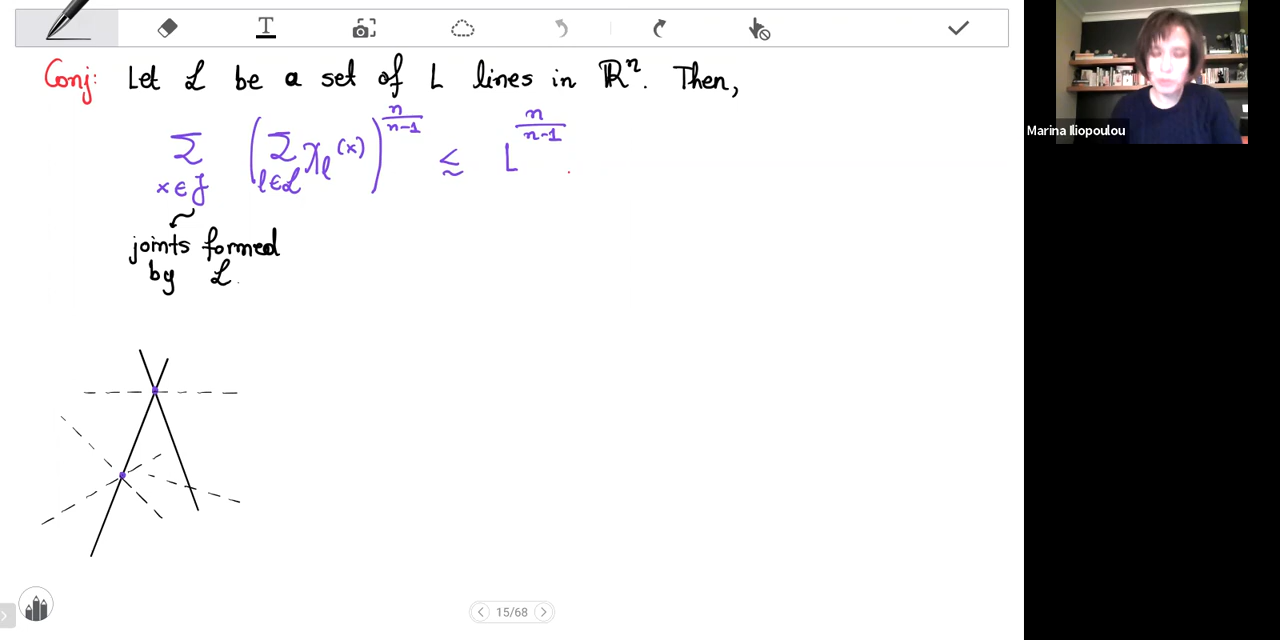 T
Conj: Let ℒ be a set of L lines in ℝⁿ. Then,
∑_{x∈J} (∑_{ℓ∈ℒ} χ_ℓ(x))^{n/(n-1)} ≲ L^{n/(n-1)}
joints formed
by ℒ.
15/68
Marina Iliopoulou